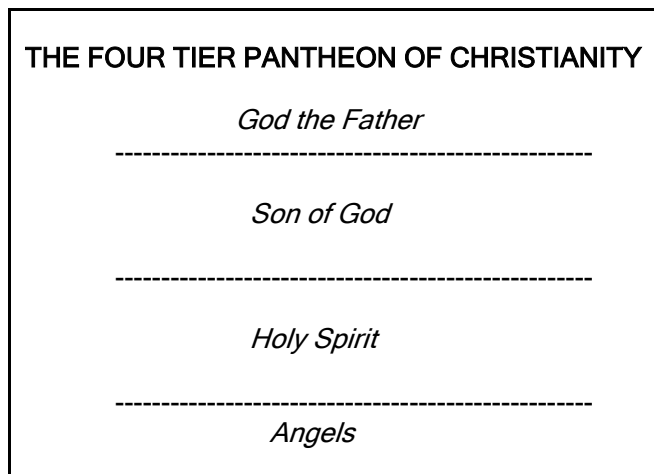 THE FOUR TIER PANTHEON OF CHRISTIANITY
God the Father
----------------------------------------------------
Son of God
----------------------------------------------------
Holy Spirit
----------------------------------------------------
Angels